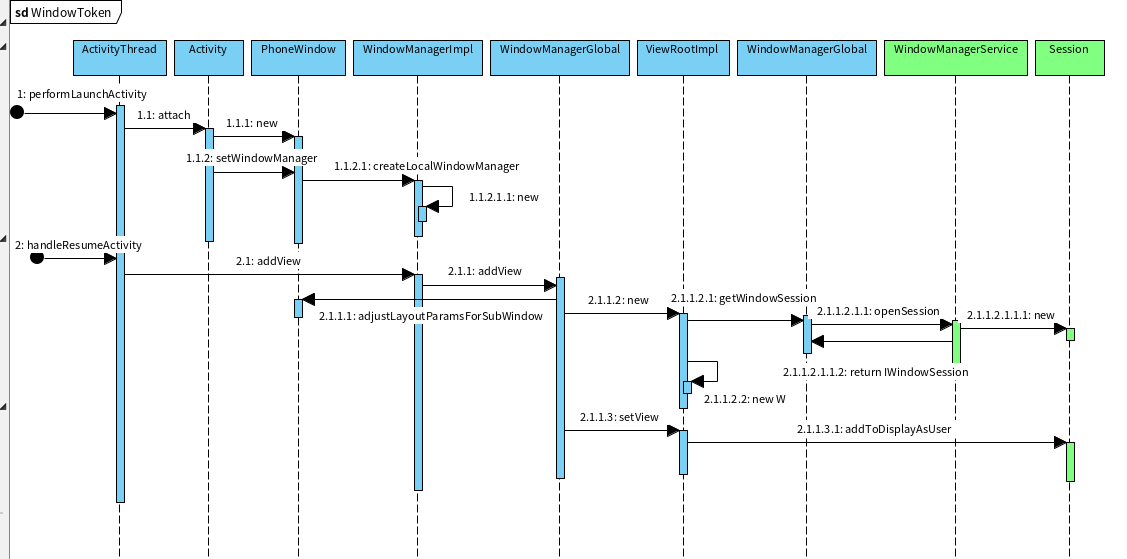 sd WindowToken
ActivityThread
Activity
PhoneWindow
WindowManagerImpl
WindowManagerGlobal
ViewRootImpl
WindowManagerGlobal
WindowManagerService
Session
1: performLaunchActivity
1.1: attach
1.1.1: new
1.1.2: setWindowManager
1.1.2.1: createLocalWindowManager
1.1.2.1.1: new
2: handleResumeActivity
2.1: addView
2.1.1: addView
2.1.1.1: adjustLayoutParamsForSubWindow
2.1.1.2: new
2.1.1.2.1: getWindowSession
2.1.1.2.1.1: openSession
2.1.1.2.1.1.1: new
2.1.1.2.1.1.2: return IWindowSession
2.1.1.2.2: new W
2.1.1.3: setView
2.1.1.3.1: addToDisplayAsUser